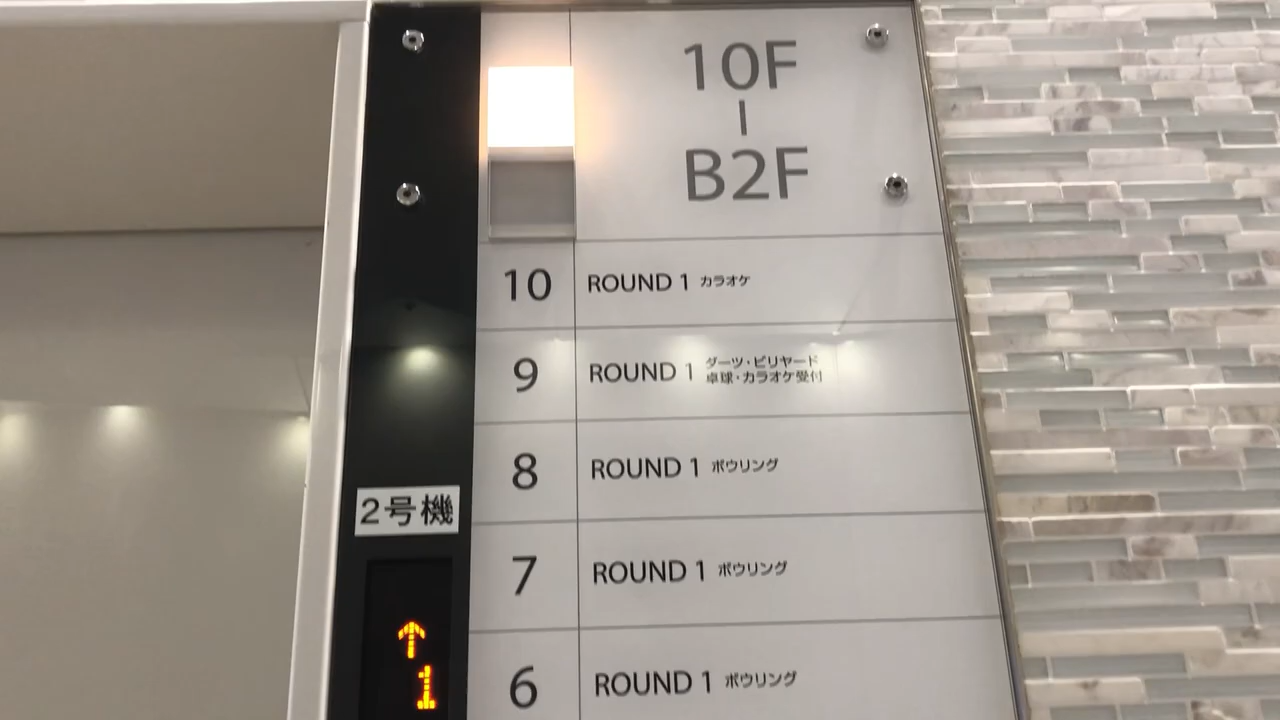 10F
|
B2F
10 ROUND 1 カラオケ
9 ROUND 1 ダーツ・ビリヤード
卓球・カラオケ受付
8 ROUND 1 ボウリング
7 ROUND 1 ボウリング
6 ROUND 1 ボウリング
2号機
↑
1